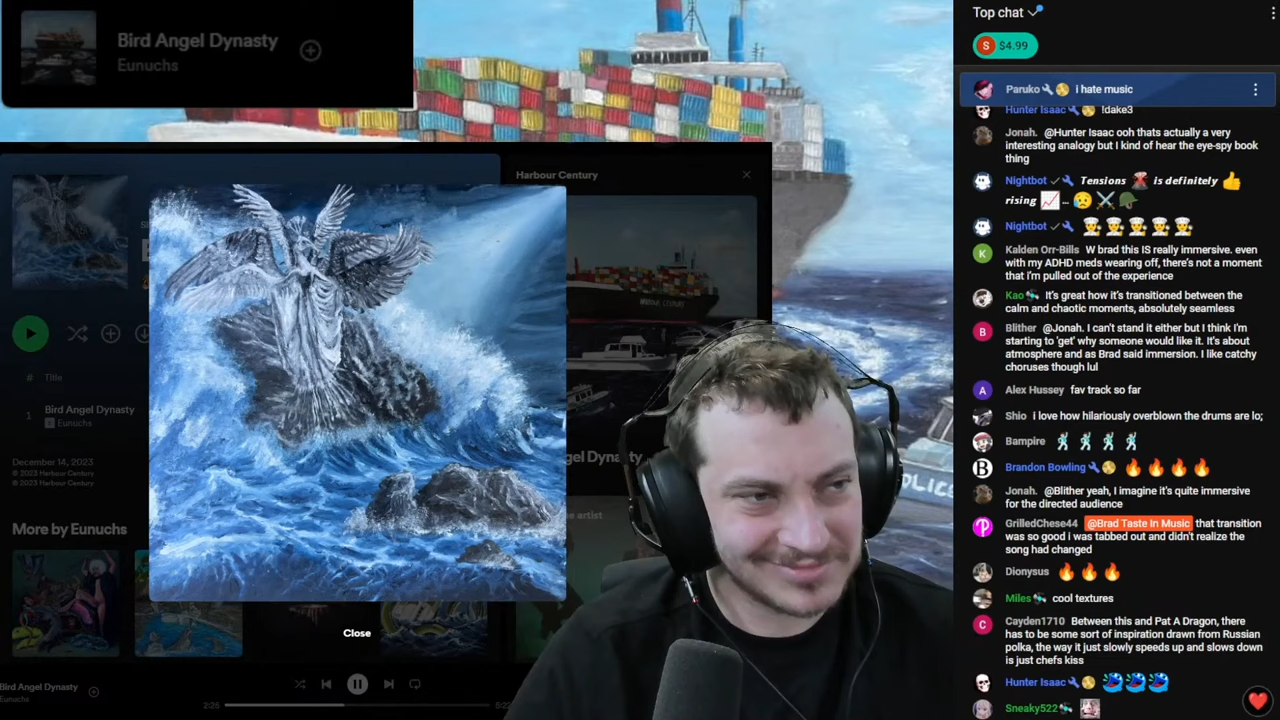 Bird Angel Dynasty
Eunuchs
Harbour Century
# Title
1 Bird Angel Dynasty
E Eunuchs
December 14, 2023
© 2023 Harbour Century
℗ 2023 Harbour Century
More by Eunuchs
Close
Bird Angel Dynasty
Eunuchs
2:25
Top chat
S $4.99
Paruko i hate music
Hunter Isaac !dake3
Jonah. @Hunter Isaac ooh thats actually a very
interesting analogy but I kind of hear the eye-spy book
thing
Nightbot Tensions is definitely
rising ...
Nightbot
Kalden Orr-Bills W brad this IS really immersive. even
with my ADHD meds wearing off, there's not a moment
that i'm pulled out of the experience
Kao It's great how it's transitioned between the
calm and chaotic moments, absolutely seamless
Blither @Jonah. I can't stand it either but I think I'm
starting to 'get' why someone would like it. It's about
atmosphere and as Brad said immersion. I like catchy
choruses though lul
Alex Hussey fav track so far
Shio i love how hilariously overblown the drums are lo;
Bampire
Brandon Bowling
Jonah. @Blither yeah, I imagine it's quite immersive
for the directed audience
GrilledChese44 @Brad Taste In Music that transition
was so good i was tabbed out and didn't realize the
song had changed
Dionysus
Miles cool textures
Cayden1710 Between this and Pat A Dragon, there
has to be some sort of inspiration drawn from Russian
polka, the way it just slowly speeds up and slows down
is just chefs kiss
Hunter Isaac
Sneaky522